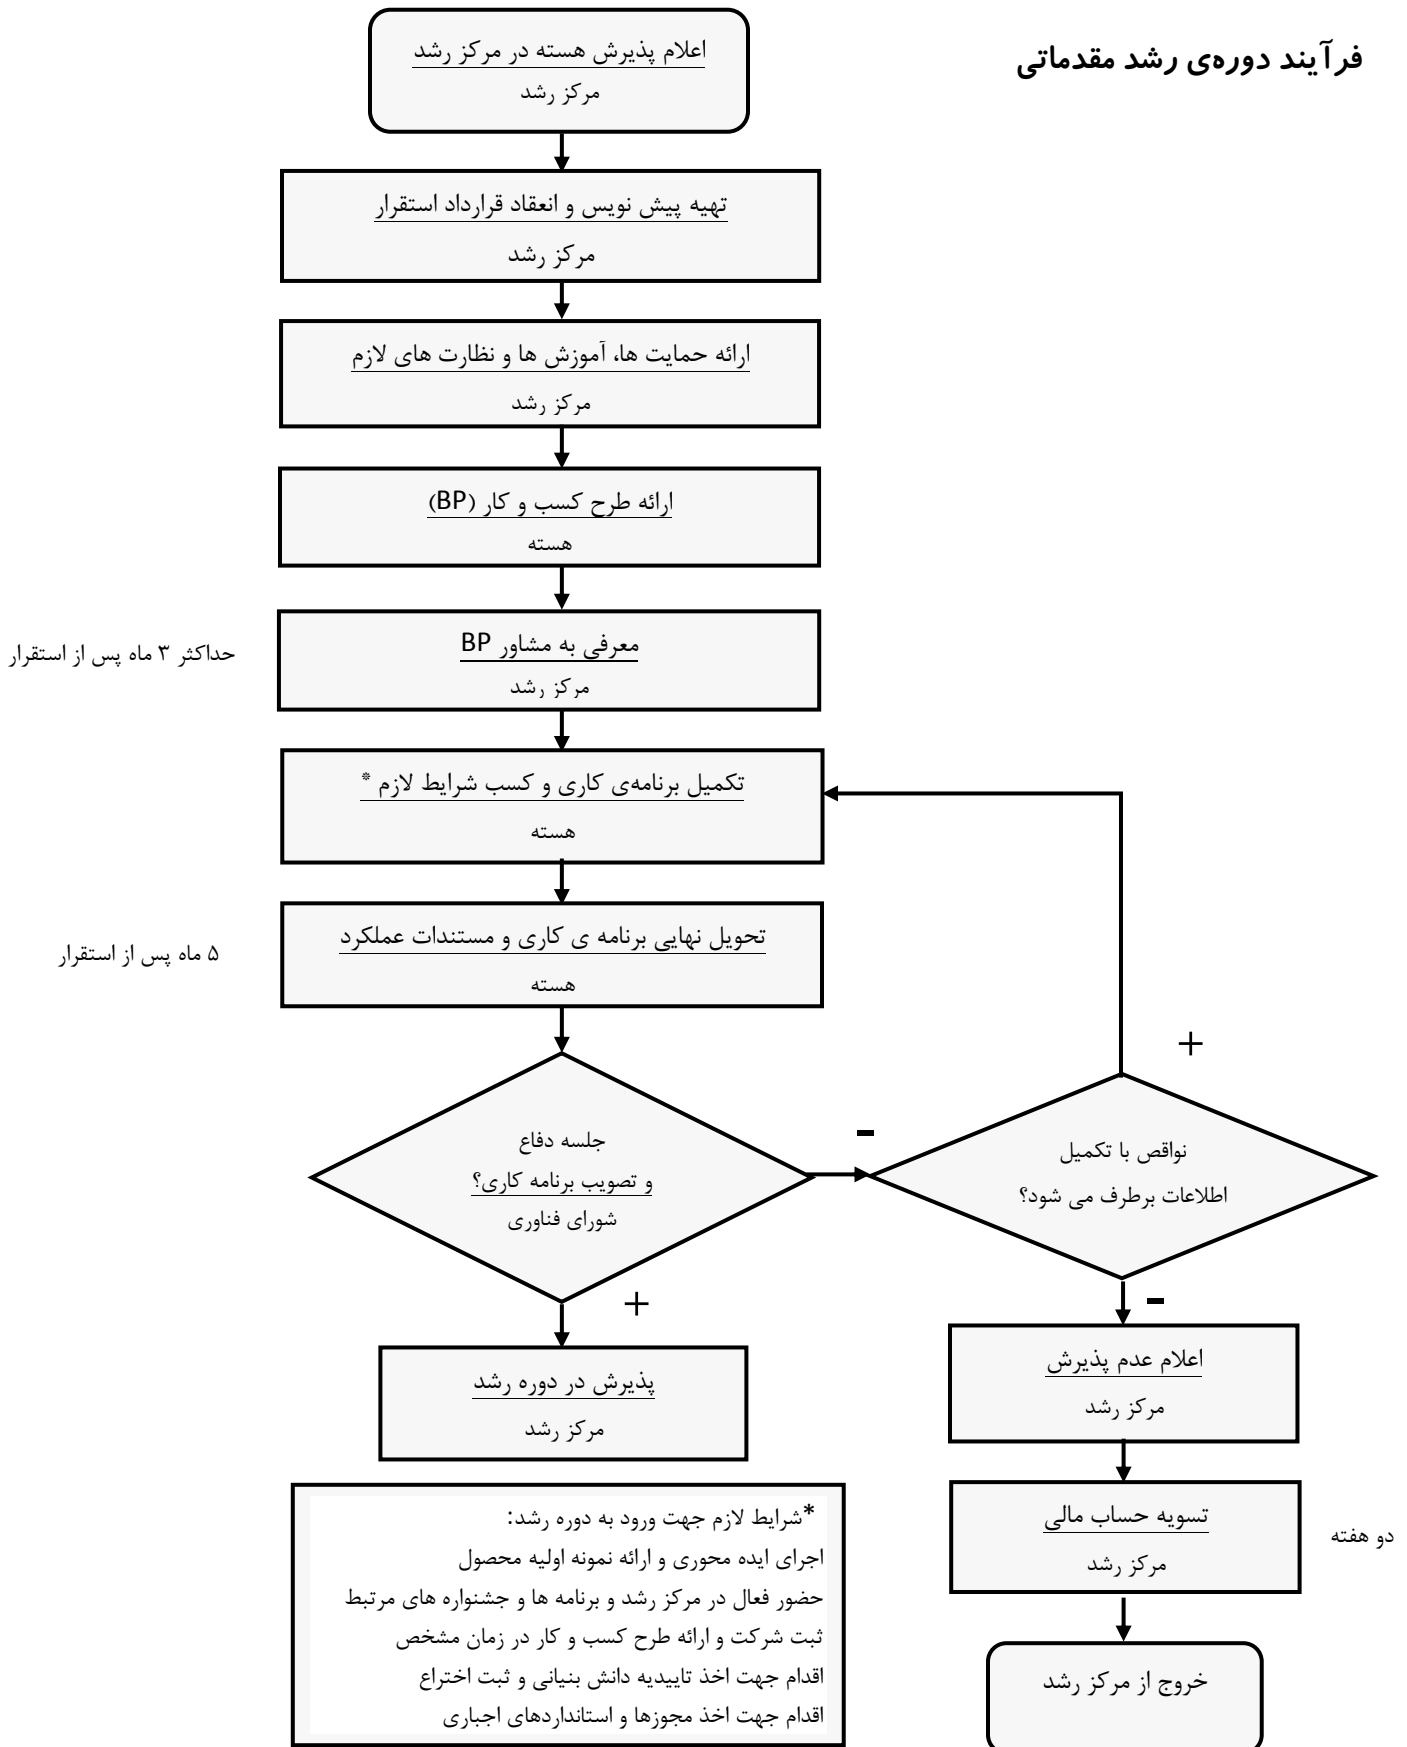 فرآیند دوره‌ی رشد مقدماتی
اعلام پذیرش هسته در مرکز رشد
مرکز رشد
تهیه پیش نویس و انعقاد قرارداد استقرار
مرکز رشد
ارائه حمایت ها، آموزش ها و نظارت های لازم
مرکز رشد
ارائه طرح کسب و کار (BP)
هسته
معرفی به مشاور BP
مرکز رشد
حداکثر ۳ ماه پس از استقرار
تکمیل برنامه‌ی کاری و کسب شرایط لازم *
هسته
تحویل نهایی برنامه ی کاری و مستندات عملکرد
هسته
۵ ماه پس از استقرار
جلسه دفاع
و تصویب برنامه کاری؟
شورای فناوری
-
+
نواقص با تکمیل
اطلاعات برطرف می شود؟
+
-
پذیرش در دوره رشد
مرکز رشد
اعلام عدم پذیرش
مرکز رشد
تسویه حساب مالی
مرکز رشد
دو هفته
خروج از مرکز رشد
*شرایط لازم جهت ورود به دوره رشد:
اجرای ایده محوری و ارائه نمونه اولیه محصول
حضور فعال در مرکز رشد و برنامه ها و جشنواره های مرتبط
ثبت شرکت و ارائه طرح کسب و کار در زمان مشخص
اقدام جهت اخذ تاییدیه دانش بنیانی و ثبت اختراع
اقدام جهت اخذ مجوزها و استانداردهای اجباری